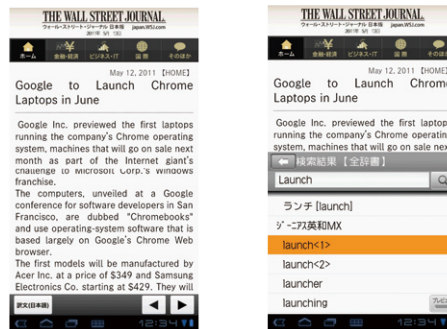 THE WALL STREET JOURNAL.
ウォール・ストリート・ジャーナル 日本版 japan.WSJ.com
ホーム
金融・経済
ビジネス・IT
国際
そのほか
May 12, 2011 【HOME】
Google to Launch Chrome
Laptops in June
Google Inc. previewed the first laptops
running the company's Chrome operating
system, machines that will go on sale next
month as part of the Internet giant's
challenge to Microsoft Corp.'s Windows
franchise.
The computers, unveiled at a Google
conference for software developers in San
Francisco, are dubbed "Chromebooks"
and use operating-system software that is
based largely on Google's Chrome Web
browser.
The first models will be manufactured by
Acer Inc. at a price of $349 and Samsung
Electronics Co. starting at $429. They will
訳文(日本語)
12:34
THE WALL STREET JOURNAL.
ウォール・ストリート・ジャーナル 日本版 japan.WSJ.com
ホーム
金融・経済
ビジネス・IT
国際
そのほか
May 12, 2011 【HOME】
Google to Launch Chrome
Laptops in June
Google Inc. previewed the first laptops
running the company's Chrome operatin
system, machines that will go on sale nex
検索結果【全辞書】
Launch
ランチ [launch]
ジーニアス英和MX
launch<1>
launch<2>
launcher
launching
12:34